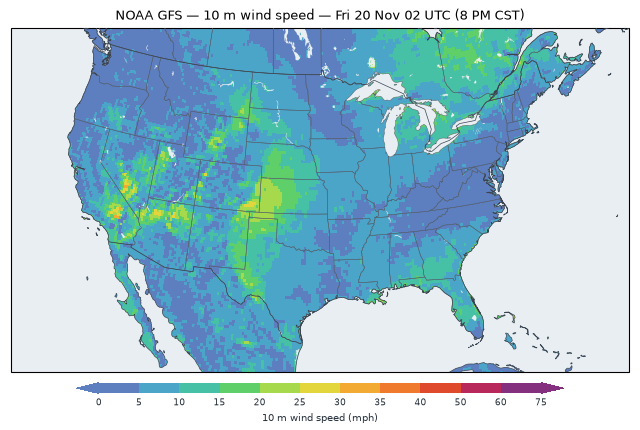 NOAA GFS — 10 m wind speed — Fri 20 Nov 02 UTC (8 PM CST)
0 5 10 15 20 25 30 35 40 50 60 75
10 m wind speed (mph)